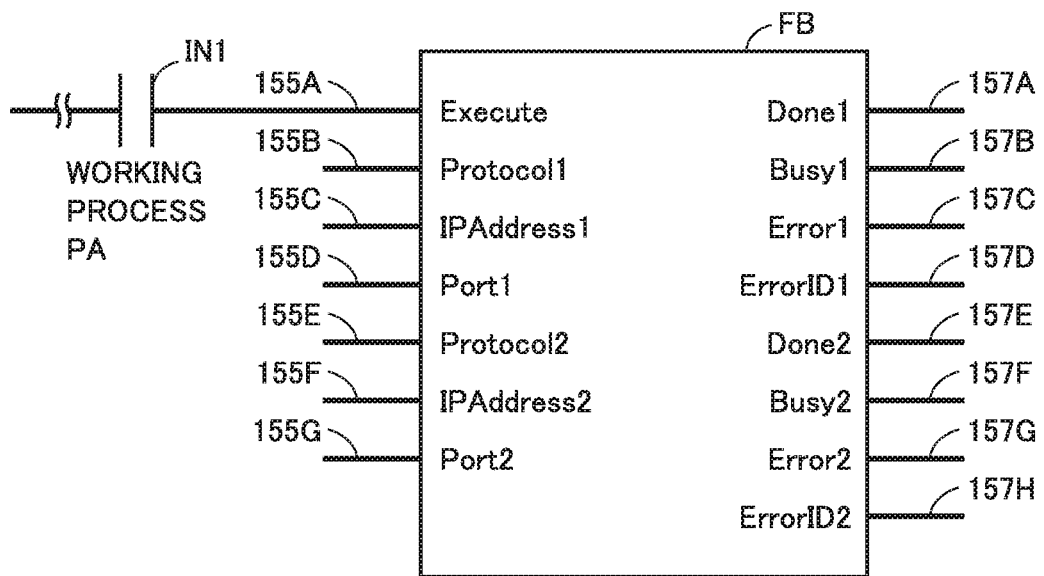 FB
IN1
155A
157A
Execute
Done1
155B
157B
WORKING
PROCESS
PA
Protocol1
Busy1
155C
157C
IPAddress1
Error1
155D
157D
Port1
ErrorID1
155E
157E
Protocol2
Done2
155F
157F
IPAddress2
Busy2
155G
157G
Port2
Error2
157H
ErrorID2